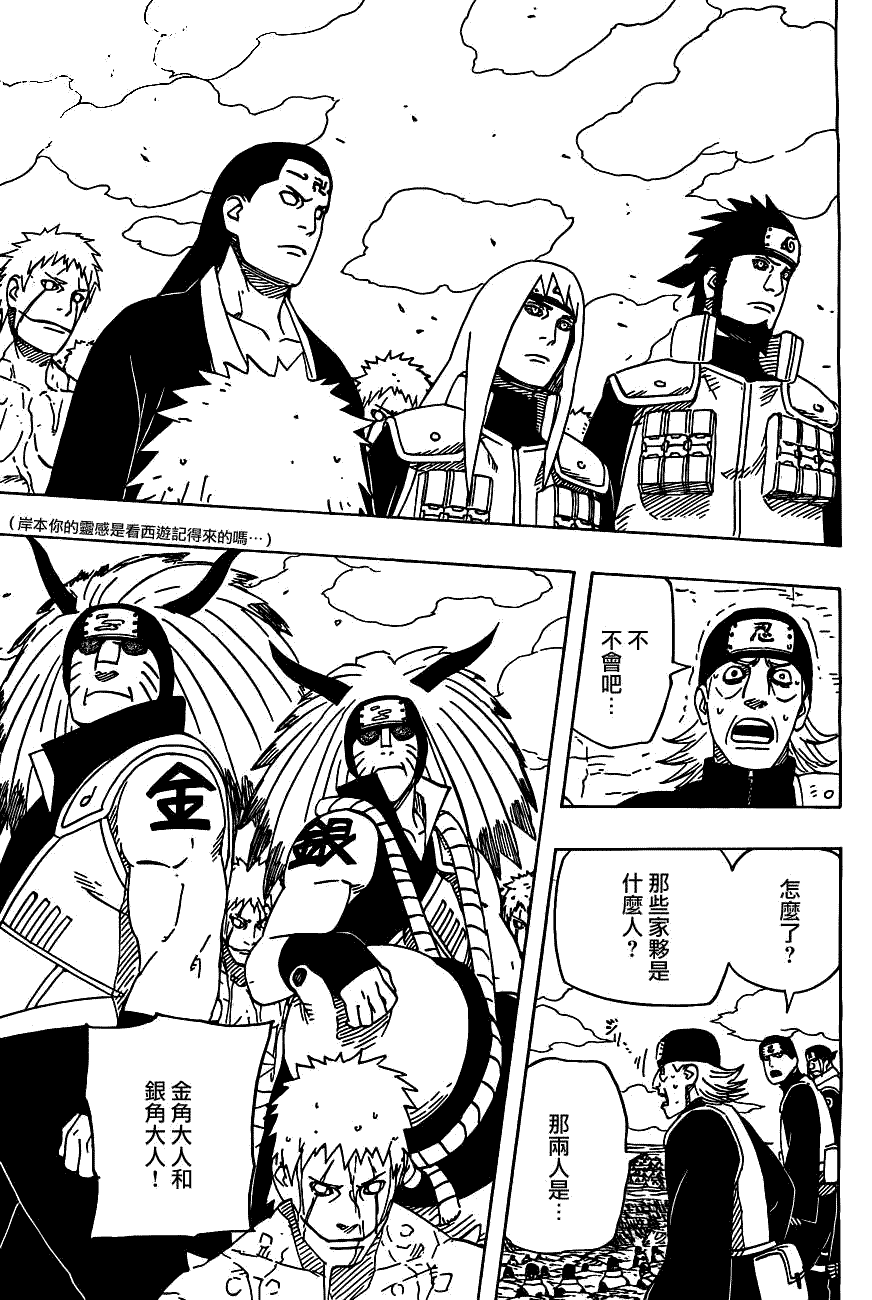 (岸本你的靈感是看西遊記得來的嗎…)
不
不會吧…
忍
怎麼了?
那些家夥是
什麼人?
ジ
那兩人是…
金
銀
金角大人和
銀角大人!